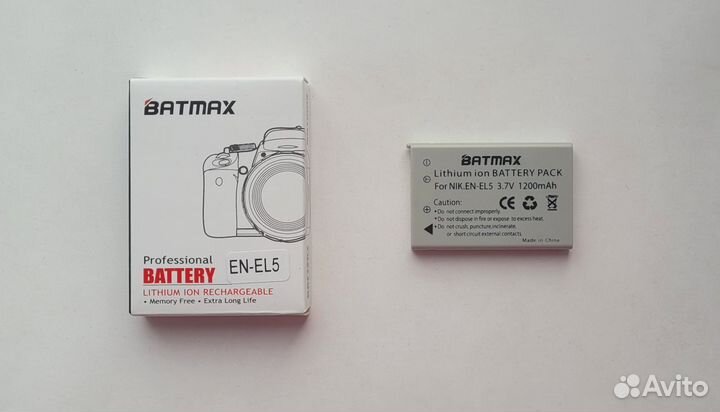 BATMAX
Professional
BATTERY
EN-EL5
LITHIUM ION RECHARGEABLE
• Memory Free • Extra Long Life
BATMAX
Lithium ion BATTERY PACK
For NIK.EN-EL5 3.7V 1200mAh
Caution:
CE
Do not connect improperly.
Do not dispose in fire or expose to excess heat.
Do not crush, puncture, incinerate,
or short circuit external contacts.
Made in China
Avito